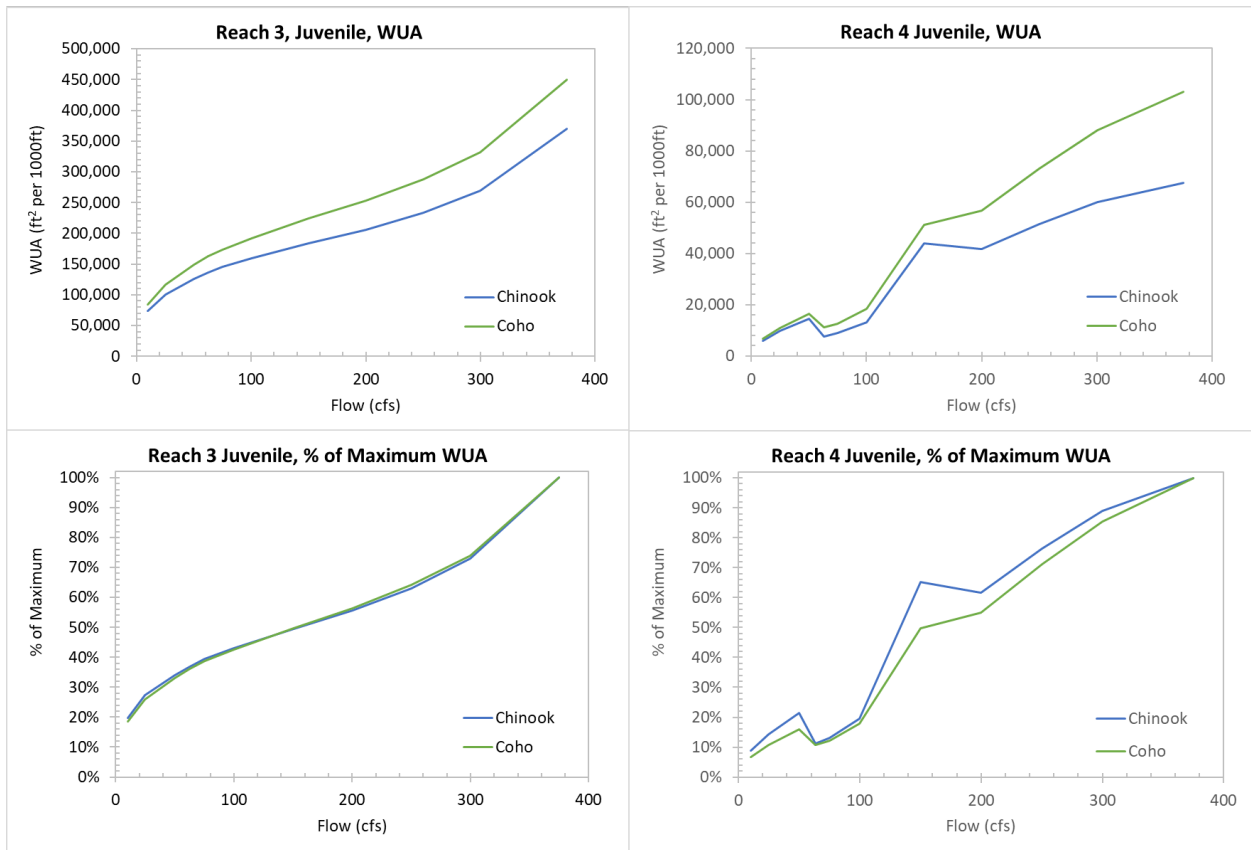 Reach 3, Juvenile, WUA
500,000
450,000
400,000
350,000
300,000
250,000
200,000
150,000
100,000
50,000
0
WUA (ft² per 1000ft)
Chinook
Coho
0 100 200 300 400
Flow (cfs)
Reach 4 Juvenile, WUA
120,000
100,000
80,000
60,000
40,000
20,000
0
WUA (ft² per 1000ft)
Chinook
Coho
0 100 200 300 400
Flow (cfs)
Reach 3 Juvenile, % of Maximum WUA
100%
90%
80%
70%
60%
50%
40%
30%
20%
10%
0%
% of Maximum
Chinook
Coho
0 100 200 300 400
Flow (cfs)
Reach 4 Juvenile, % of Maximum WUA
100%
90%
80%
70%
60%
50%
40%
30%
20%
10%
0%
% of Maximum
Chinook
Coho
0 100 200 300 400
Flow (cfs)